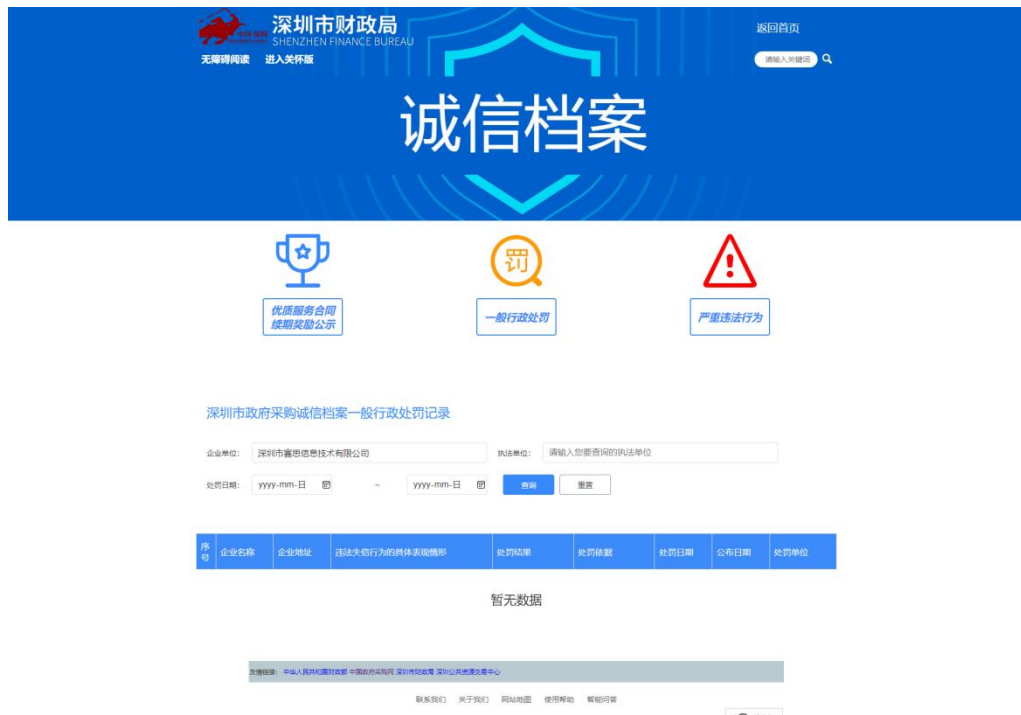 深圳市财政局
SHENZHEN FINANCE BUREAU
返回首页
无障碍阅读 进入关怀版
请输入关键词
诚信档案
罚
优质服务合同
续期奖励公示
一般行政处罚
严重违法行为
深圳市政府采购诚信档案一般行政处罚记录
企业单位: 深圳市赛思信息技术有限公司 执法单位: 请输入您要查询的执法单位
处罚日期: yyyy-mm-日 ~ yyyy-mm-日 查询 重置
序号 企业名称 企业地址 违法失信行为的具体表现情形 处罚结果 处罚依据 处罚日期 公布日期 处罚单位
暂无数据
友情链接: 中华人民共和国财政部 中国政府采购网 深圳市财政局 深圳公共资源交易中心
联系我们 关于我们 网站地图 使用帮助 智能问答